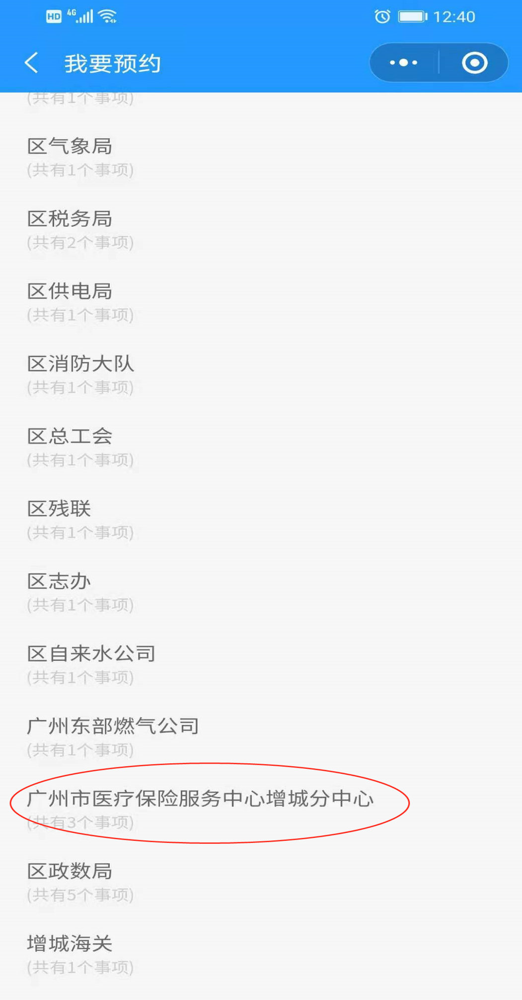 HD 4G 12:40
我要预约
(共有1个事项)
区气象局
(共有1个事项)
区税务局
(共有2个事项)
区供电局
(共有1个事项)
区消防大队
(共有1个事项)
区总工会
(共有1个事项)
区残联
(共有1个事项)
区志办
(共有1个事项)
区自来水公司
(共有1个事项)
广州东部燃气公司
(共有1个事项)
广州市医疗保险服务中心增城分中心
(共有3个事项)
区政数局
(共有5个事项)
增城海关
(共有1个事项)